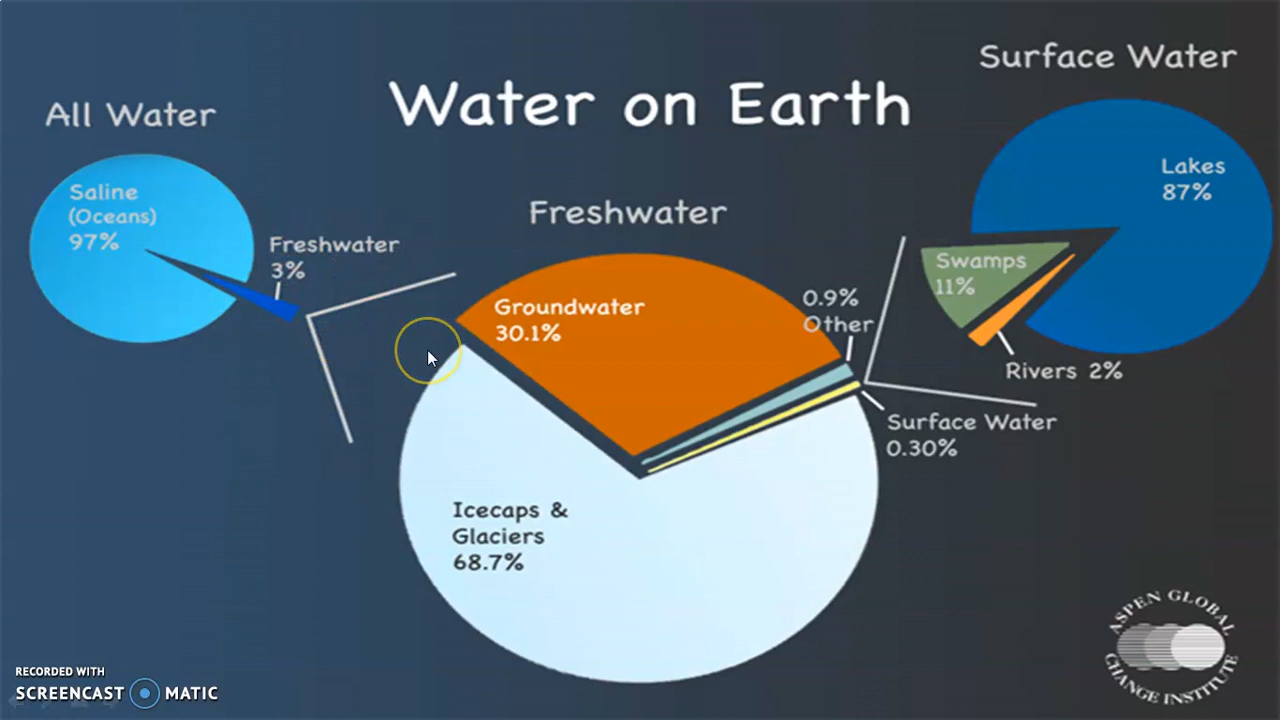 Water on Earth
All Water
Saline
(Oceans)
97%
Freshwater
3%
Freshwater
Groundwater
30.1%
0.9%
Other
Surface Water
0.30%
Icecaps &
Glaciers
68.7%
Surface Water
Lakes
87%
Swamps
11%
Rivers 2%
RECORDED WITH
SCREENCAST MATIC
ASPEN GLOBAL
CHANGE INSTITUTE